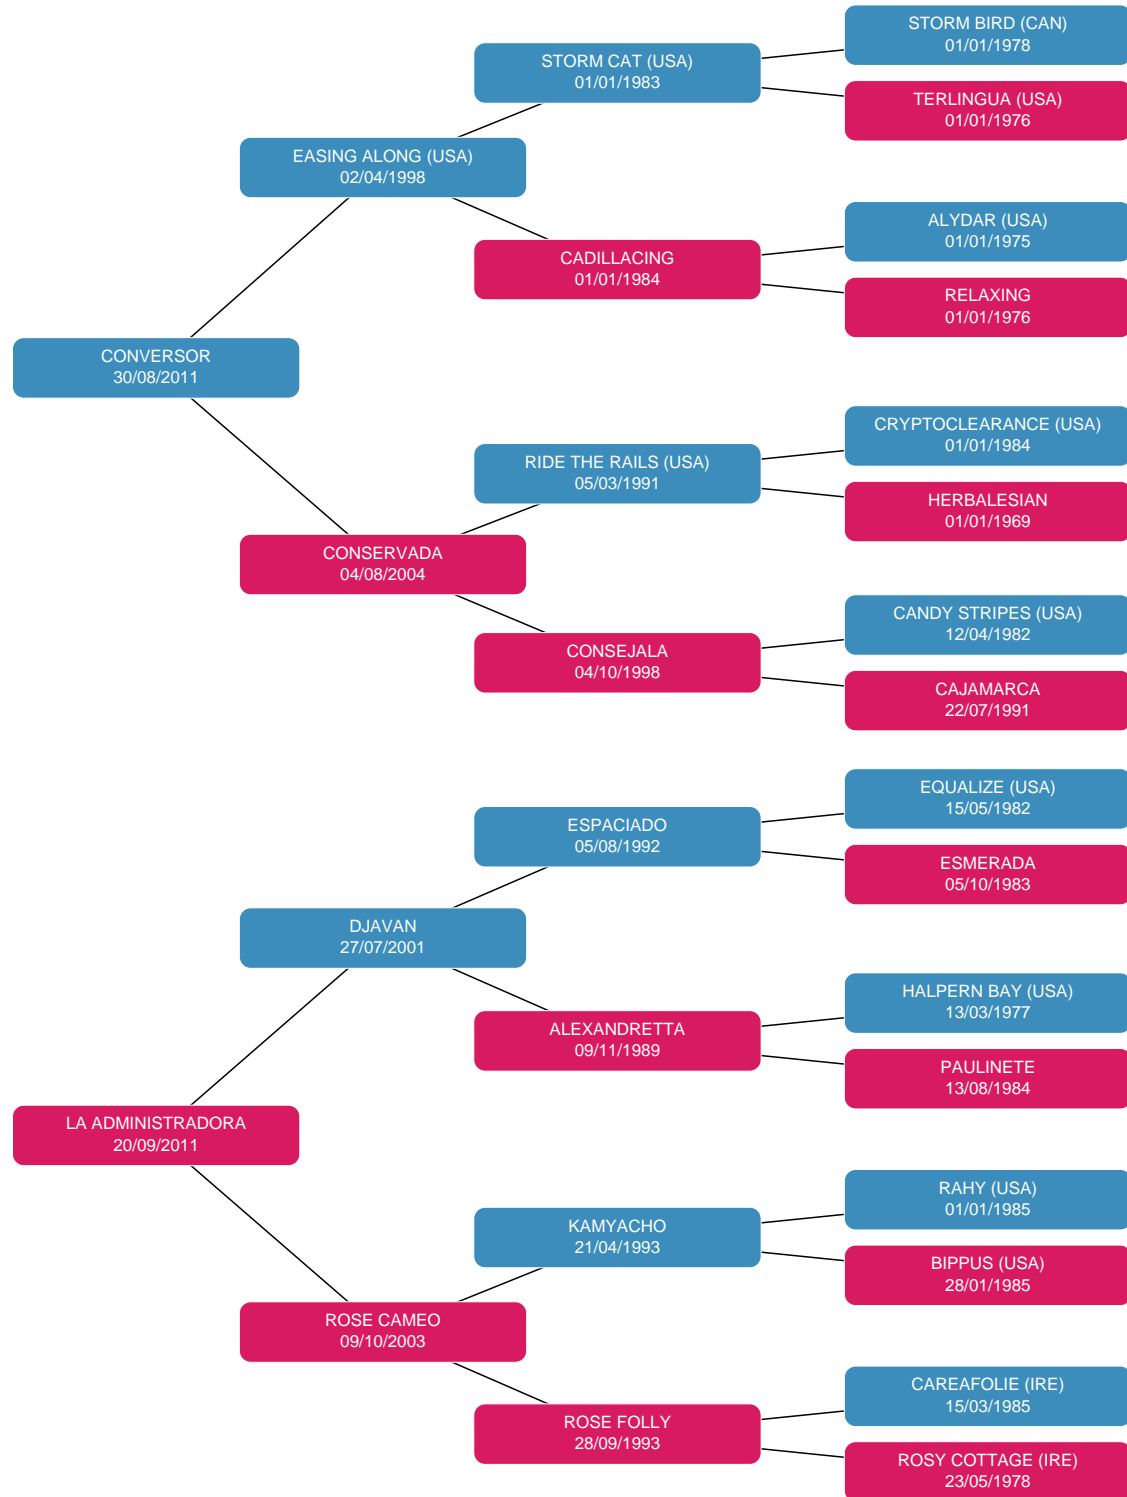 STORM BIRD (CAN)
01/01/1978
STORM CAT (USA)
01/01/1983
TERLINGUA (USA)
01/01/1976
EASING ALONG (USA)
02/04/1998
ALYDAR (USA)
01/01/1975
CADILLACING
01/01/1984
RELAXING
01/01/1976
CONVERSOR
30/08/2011
CRYPTOCLEARANCE (USA)
01/01/1984
RIDE THE RAILS (USA)
05/03/1991
HERBALESIAN
01/01/1969
CONSERVADA
04/08/2004
CANDY STRIPES (USA)
12/04/1982
CONSEJALA
04/10/1998
CAJAMARCA
22/07/1991
EQUALIZE (USA)
15/05/1982
ESPACIADO
05/08/1992
ESMERADA
05/10/1983
DJAVAN
27/07/2001
HALPERN BAY (USA)
13/03/1977
ALEXANDRETTA
09/11/1989
PAULINETE
13/08/1984
LA ADMINISTRADORA
20/09/2011
RAHY (USA)
01/01/1985
KAMYACHO
21/04/1993
BIPPUS (USA)
28/01/1985
ROSE CAMEO
09/10/2003
CAREAFOLIE (IRE)
15/03/1985
ROSE FOLLY
28/09/1993
ROSY COTTAGE (IRE)
23/05/1978